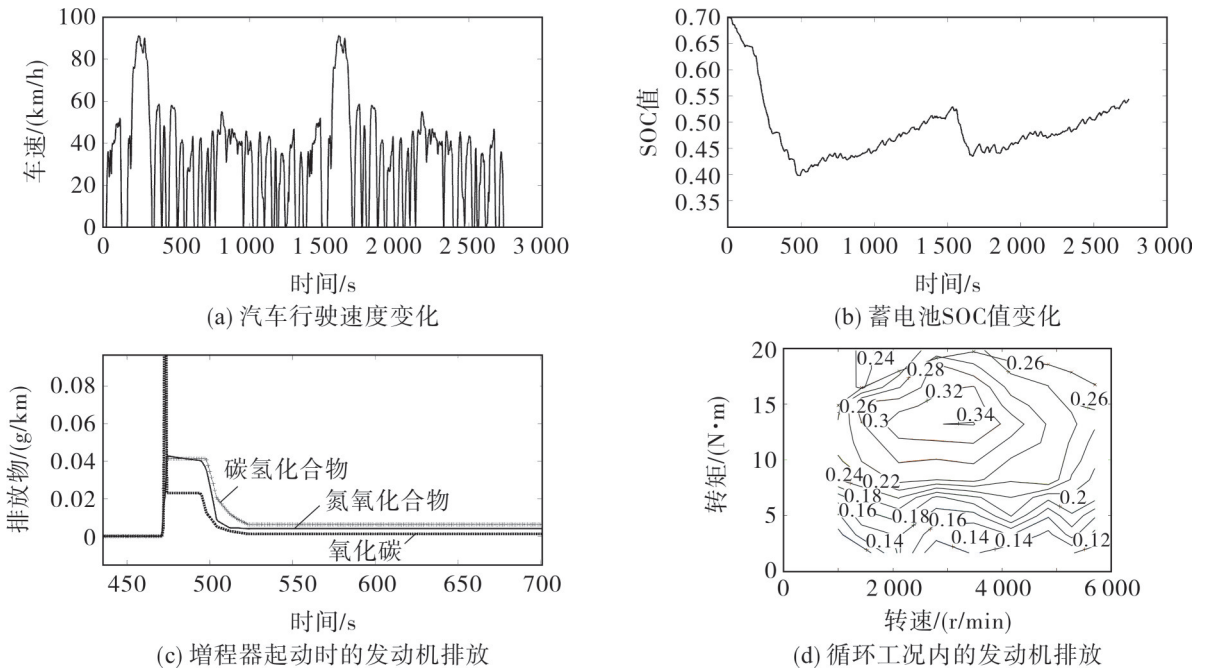 100
80
60
40
20
0
车速/(km/h)
0 500 1 000 1 500 2 000 2 500 3 000
时间/s
(a) 汽车行驶速度变化
0.70
0.65
0.60
0.55
0.50
0.45
0.40
0.35
SOC值
0 500 1 000 1 500 2 000 2 500 3 000
时间/s
(b) 蓄电池SOC值变化
0.08
0.06
0.04
0.02
0
排放物/(g/km)
碳氢化合物
氮氧化合物
氧化碳
450 500 550 600 650 700
时间/s
(c) 增程器起动时的发动机排放
20
15
10
5
0
转矩/(N·m)
0.24
0.26
0.28
0.26
0.32
0.26
0.3
0.34
0.24
0.22
0.18
0.2
0.16
0.18
0.16
0.14
0.14
0.14
0.12
0 2 000 4 000 6 000
转速/(r/min)
(d) 循环工况内的发动机排放